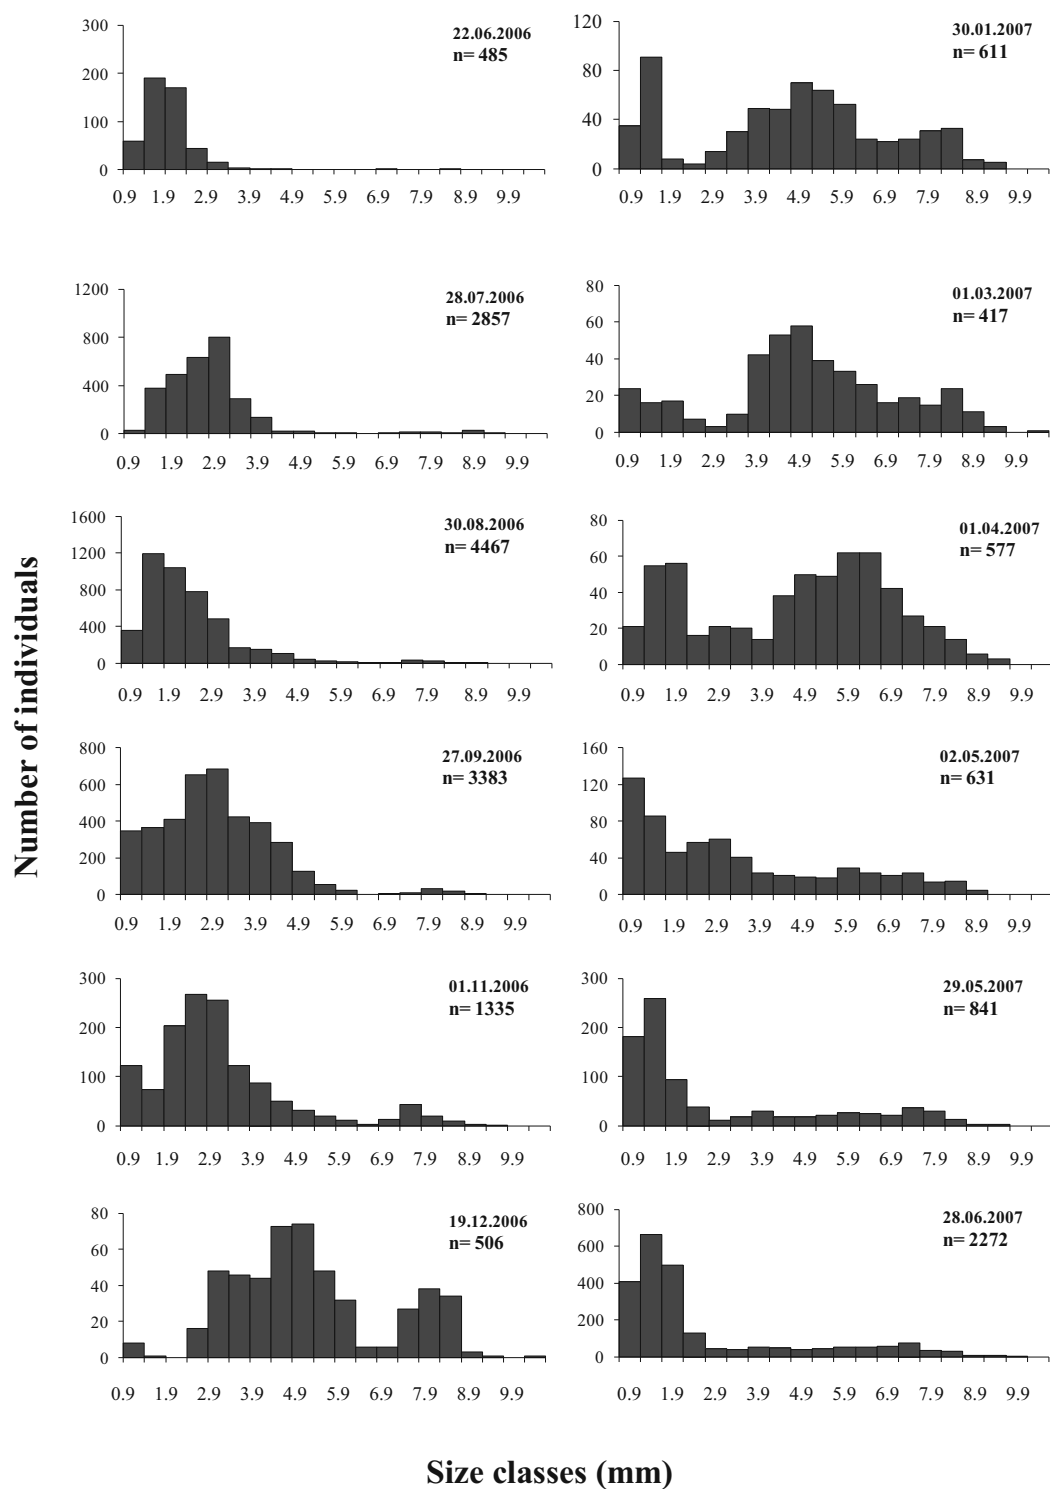 Number of individuals
22.06.2006
n= 485
300
200
100
0
0.9 1.9 2.9 3.9 4.9 5.9 6.9 7.9 8.9 9.9
30.01.2007
n= 611
120
80
40
0
0.9 1.9 2.9 3.9 4.9 5.9 6.9 7.9 8.9 9.9
28.07.2006
n= 2857
1200
800
400
0
0.9 1.9 2.9 3.9 4.9 5.9 6.9 7.9 8.9 9.9
01.03.2007
n= 417
80
60
40
20
0
0.9 1.9 2.9 3.9 4.9 5.9 6.9 7.9 8.9 9.9
30.08.2006
n= 4467
1600
1200
800
400
0
0.9 1.9 2.9 3.9 4.9 5.9 6.9 7.9 8.9 9.9
01.04.2007
n= 577
80
60
40
20
0
0.9 1.9 2.9 3.9 4.9 5.9 6.9 7.9 8.9 9.9
27.09.2006
n= 3383
800
600
400
200
0
0.9 1.9 2.9 3.9 4.9 5.9 6.9 7.9 8.9 9.9
02.05.2007
n= 631
160
120
80
40
0
0.9 1.9 2.9 3.9 4.9 5.9 6.9 7.9 8.9 9.9
01.11.2006
n= 1335
300
200
100
0
0.9 1.9 2.9 3.9 4.9 5.9 6.9 7.9 8.9 9.9
29.05.2007
n= 841
300
200
100
0
0.9 1.9 2.9 3.9 4.9 5.9 6.9 7.9 8.9 9.9
19.12.2006
n= 506
80
60
40
20
0
0.9 1.9 2.9 3.9 4.9 5.9 6.9 7.9 8.9 9.9
28.06.2007
n= 2272
800
600
400
200
0
0.9 1.9 2.9 3.9 4.9 5.9 6.9 7.9 8.9 9.9
Size classes (mm)